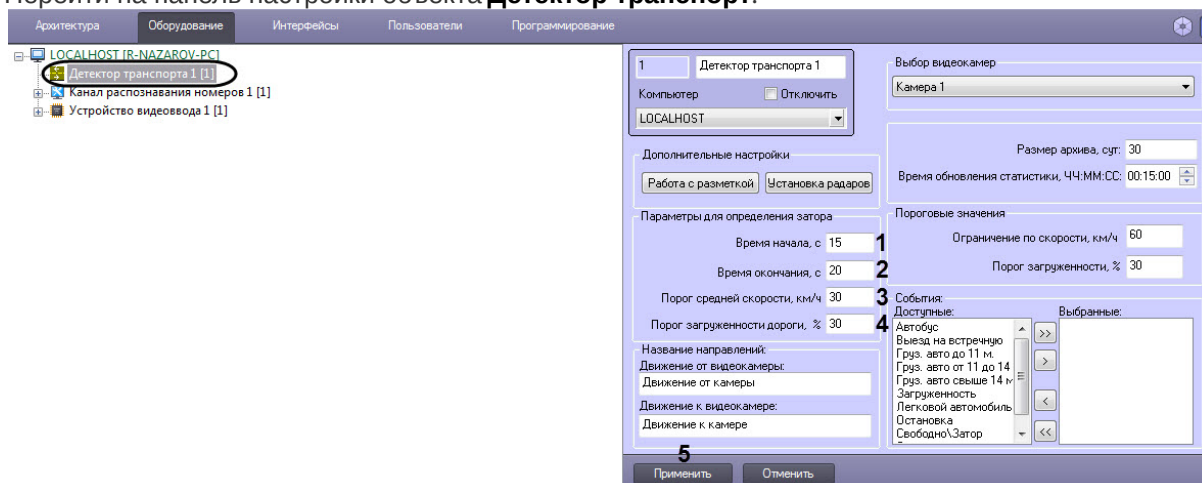 Перейти на панель настройки объекта Детектор транспорт.
Архитектура Оборудование Интерфейсы Пользователи Программирование
LOCALHOST [R-NAZAROV-PC]
Детектор транспорта 1 [1]
Канал распознавания номеров 1 [1]
Устройство видеоввода 1 [1]
1 Детектор транспорта 1
Компьютер Отключить
LOCALHOST
Дополнительные настройки
Работа с разметкой Установка радаров
Параметры для определения затора
Время начала, с 15 1
Время окончания, с 20 2
Порог средней скорости, км/ч 30 3
Порог загруженности дороги, % 30 4
Название направлений:
Движение от видеокамеры:
Движение от камеры
Движение к видеокамере:
Движение к камере
Выбор видеокамер
Камера 1
Размер архива, сут: 30
Время обновления статистики, ЧЧ:ММ:СС: 00:15:00
Пороговые значения
Ограничение по скорости, км/ч 60
Порог загруженности, % 30
События:
Доступные: Выбранные:
Автобус
Выезд на встречную
Груз. авто до 11 м.
Груз. авто от 11 до 14
Груз. авто свыше 14 м
Загруженность
Легковой автомобиль
Остановка
Свободно\Затор
>>
>
<
<<
5
Применить Отменить